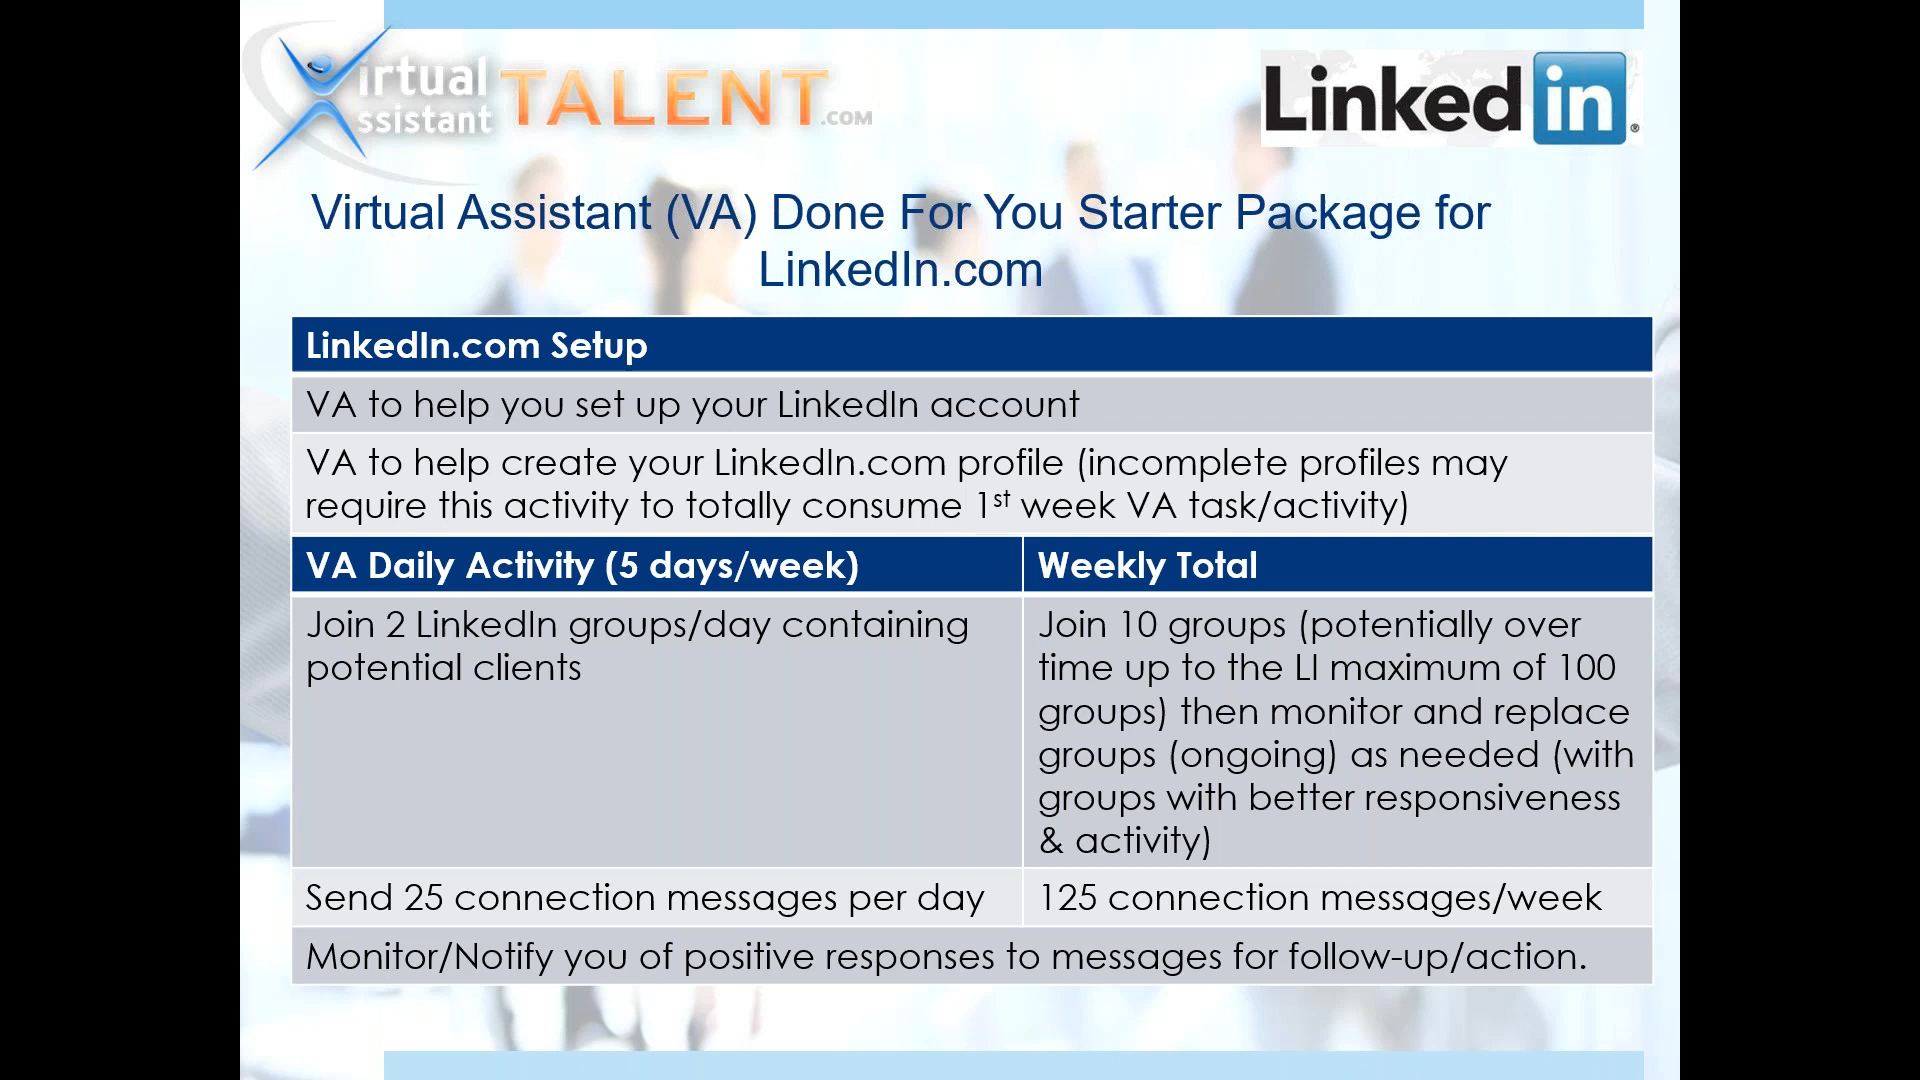 Virtual
Assistant TALENT.COM
Linked in®
Virtual Assistant (VA) Done For You Starter Package for
LinkedIn.com
LinkedIn.com Setup
VA to help you set up your LinkedIn account
VA to help create your LinkedIn.com profile (incomplete profiles may
require this activity to totally consume 1st week VA task/activity)
VA Daily Activity (5 days/week)
Weekly Total
Join 2 LinkedIn groups/day containing
potential clients
Join 10 groups (potentially over
time up to the LI maximum of 100
groups) then monitor and replace
groups (ongoing) as needed (with
groups with better responsiveness
& activity)
Send 25 connection messages per day
125 connection messages/week
Monitor/Notify you of positive responses to messages for follow-up/action.